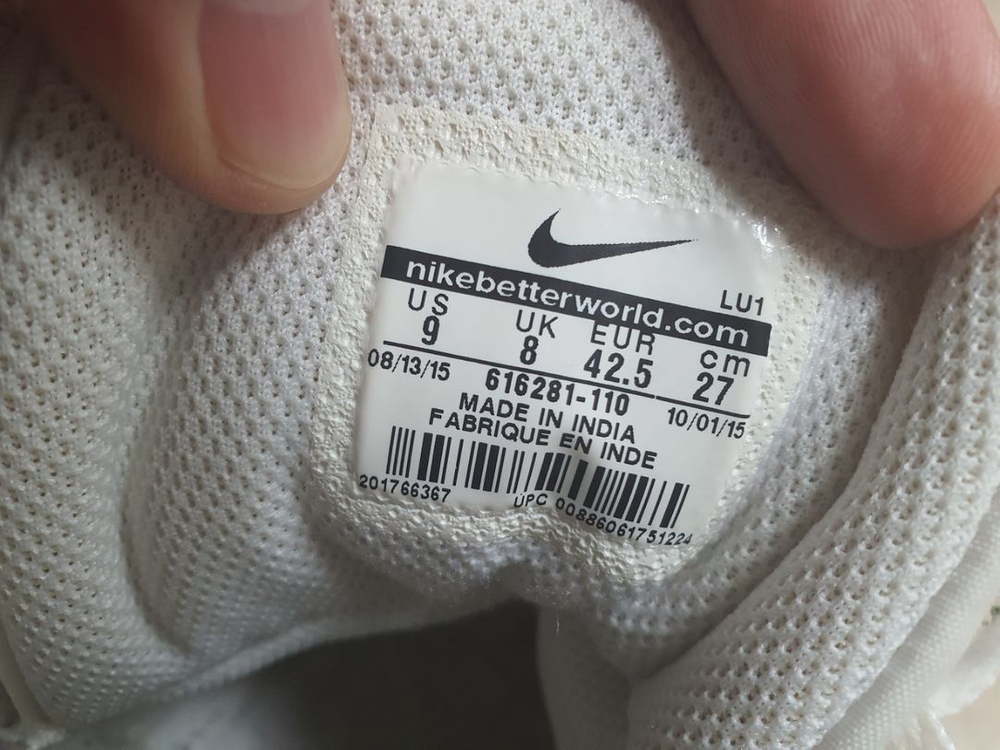 LU1
nikebetterworld.com
US UK EUR cm
9 8 42.5 27
08/13/15 616281-110 10/01/15
MADE IN INDIA
FABRIQUE EN INDE
201766367 UPC 00886061751224